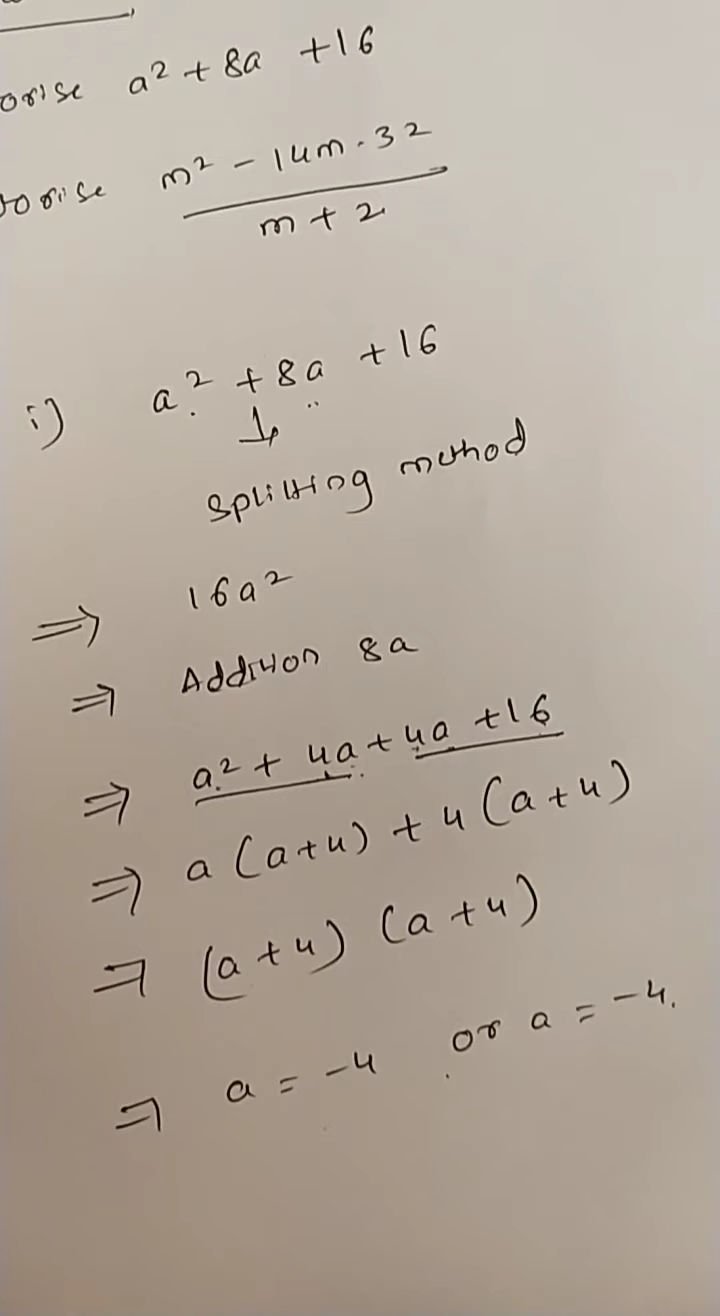 orise a² + 8a +16
torise m² - 14m - 32
m + 2
i) a² + 8a +16
splitting method
⇒ 16a²
⇒ Addition 8a
⇒ a² + 4a + 4a +16
⇒ a (a+4) + 4 (a+4)
⇒ (a+4) (a+4)
⇒ a = -4 or a = -4.